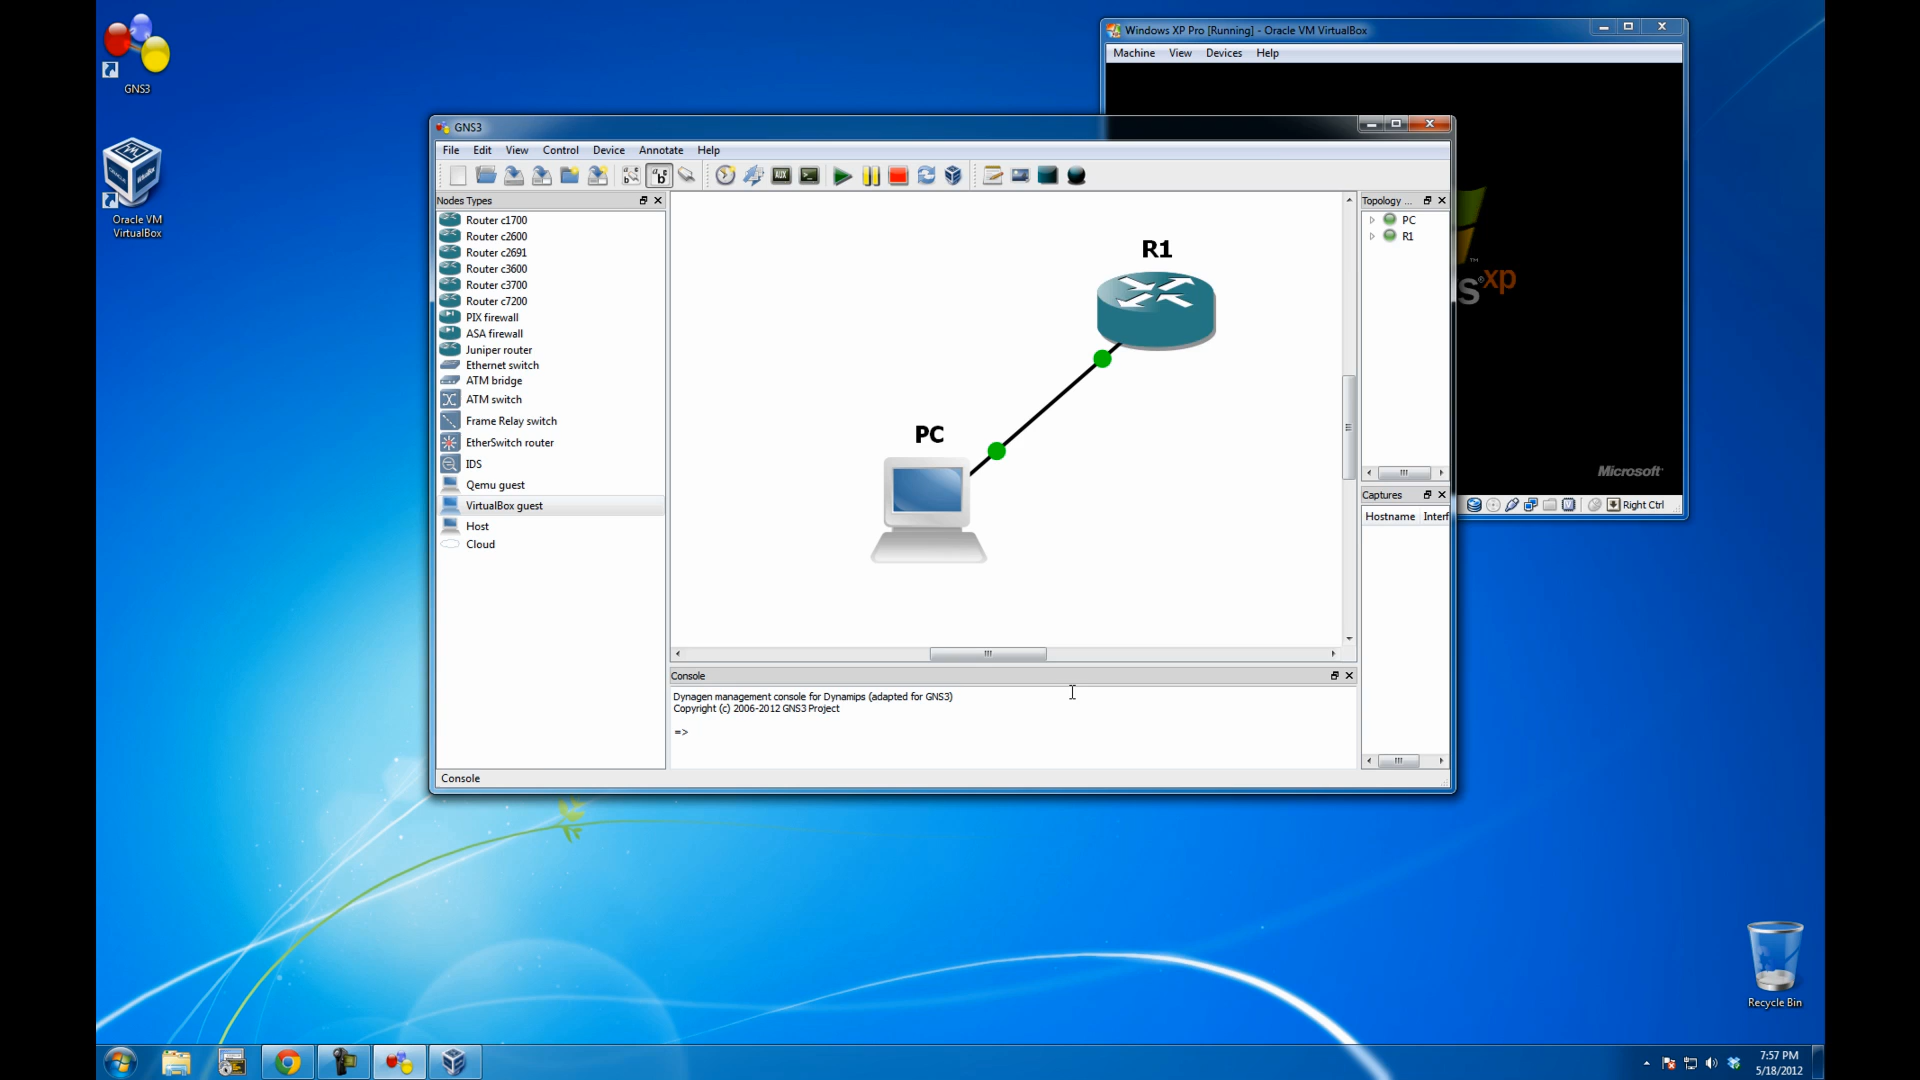 GNS3
Oracle VM
VirtualBox
Windows XP Pro [Running] - Oracle VM VirtualBox
Machine View Devices Help
GNS3
File Edit View Control Device Annotate Help
AUX
Nodes Types
Router c1700
Router c2600
Router c2691
Router c3600
Router c3700
Router c7200
PIX firewall
ASA firewall
Juniper router
Ethernet switch
ATM bridge
ATM switch
Frame Relay switch
EtherSwitch router
IDS
Qemu guest
VirtualBox guest
Host
Cloud
R1
PC
Topology ...
PC
R1
s xp
Microsoft
Captures
Hostname Interf
Right Ctrl
Console
Dynagen management console for Dynamips (adapted for GNS3)
Copyright (c) 2006-2012 GNS3 Project
=>
Console
Recycle Bin
7:57 PM
5/18/2012